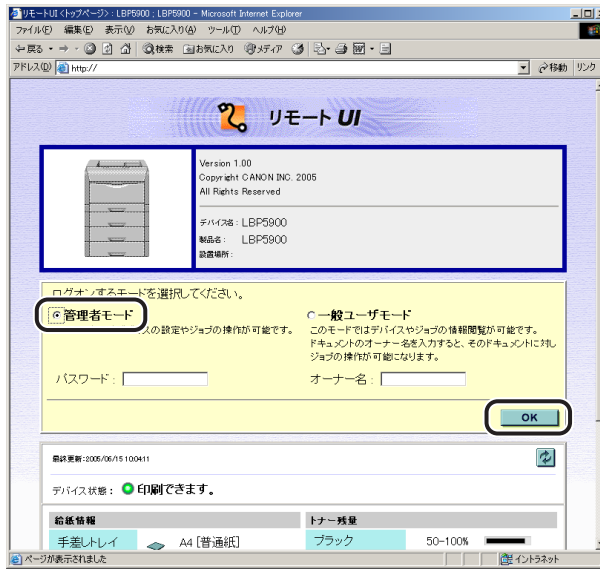 リモートUI <トップページ> : LBP5900 ; LBP5900 - Microsoft Internet Explorer
ファイル(F) 編集(E) 表示(V) お気に入り(A) ツール(T) ヘルプ(H)
戻る 検索 お気に入り メディア
アドレス(D) http:// 移動 リンク
リモート UI
Version 1.00
Copyright CANON INC. 2005
All Rights Reserved
デバイス名: LBP5900
製品名: LBP5900
設置場所:
ログオンするモードを選択してください。
管理者モード 一般ユーザモード
スの設定やジョブの操作が可能です。 このモードではデバイスやジョブの情報閲覧が可能です。
ドキュメントのオーナー名を入力すると、そのドキュメントに対し
ジョブの操作が可能になります。
パスワード: オーナー名:
OK
最終更新:2005/06/15 10:04:11
デバイス状態: 印刷できます。
給紙情報 トナー残量
手差しトレイ A4 [普通紙] ブラック 50-100%
ページが表示されました イントラネット